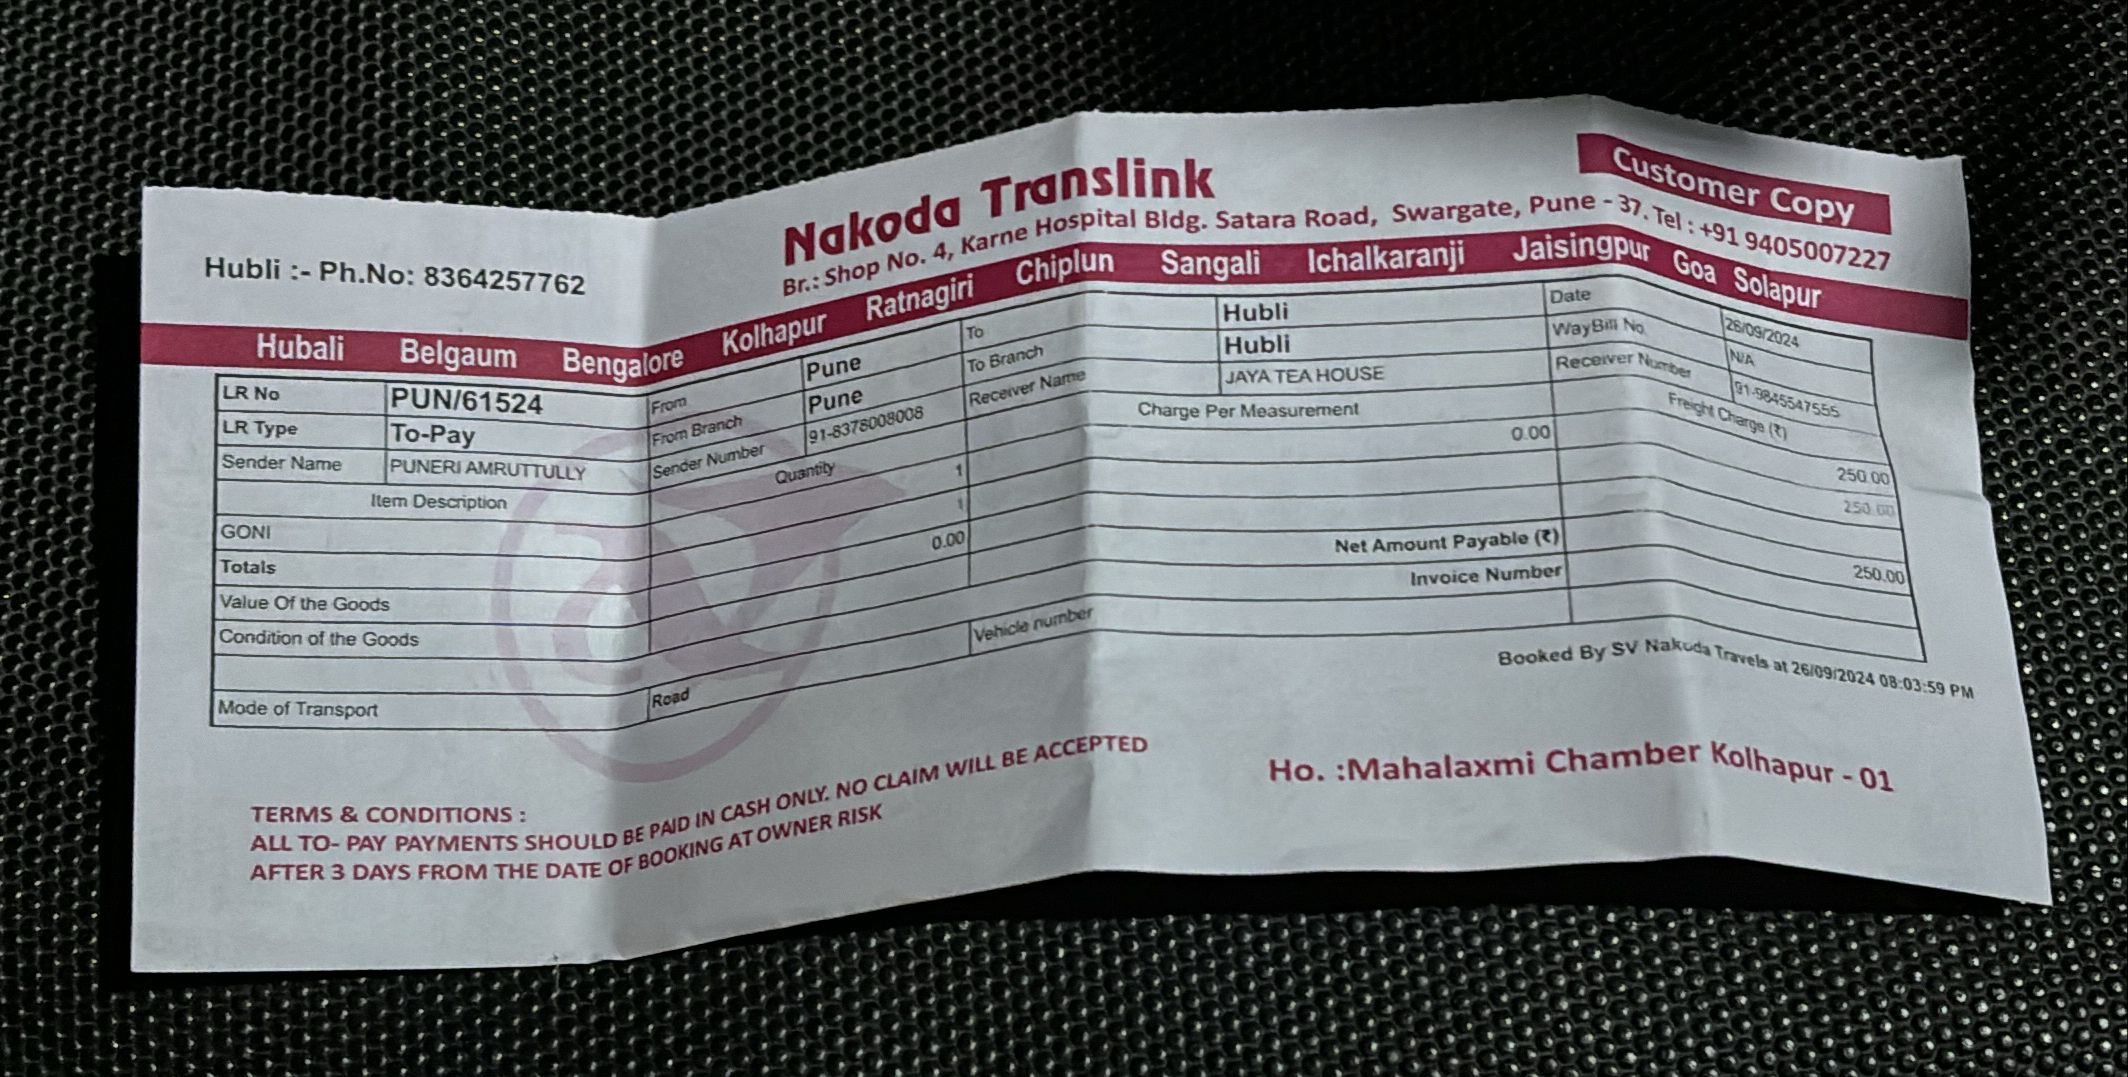 Customer Copy
Nakoda Translink
Br.: Shop No. 4, Karne Hospital Bldg. Satara Road, Swargate, Pune - 37. Tel : +91 9405007227
Hubli :- Ph.No: 8364257762
Hubali Belgaum Bengalore Kolhapur Ratnagiri Chiplun Sangali Ichalkaranji Jaisingpur Goa Solapur
LR No PUN/61524 From Pune To Hubli Date 26/09/2024
LR Type To-Pay From Branch Pune To Branch Hubli WayBill No. N/A
Sender Name PUNERI AMRUTTULLY Sender Number 91-8378008008 Receiver Name JAYA TEA HOUSE Receiver Number 91-9845547555
Item Description Quantity Charge Per Measurement Freight Charge (₹)
GONI 1 0.00 250.00
Totals 1 250.00
Value Of the Goods 0.00
Condition of the Goods Net Amount Payable (₹) 250.00
Invoice Number
Mode of Transport Road Vehicle number
Booked By SV Nakoda Travels at 26/09/2024 08:03:59 PM
TERMS & CONDITIONS :
ALL TO- PAY PAYMENTS SHOULD BE PAID IN CASH ONLY. NO CLAIM WILL BE ACCEPTED
AFTER 3 DAYS FROM THE DATE OF BOOKING AT OWNER RISK
Ho. :Mahalaxmi Chamber Kolhapur - 01